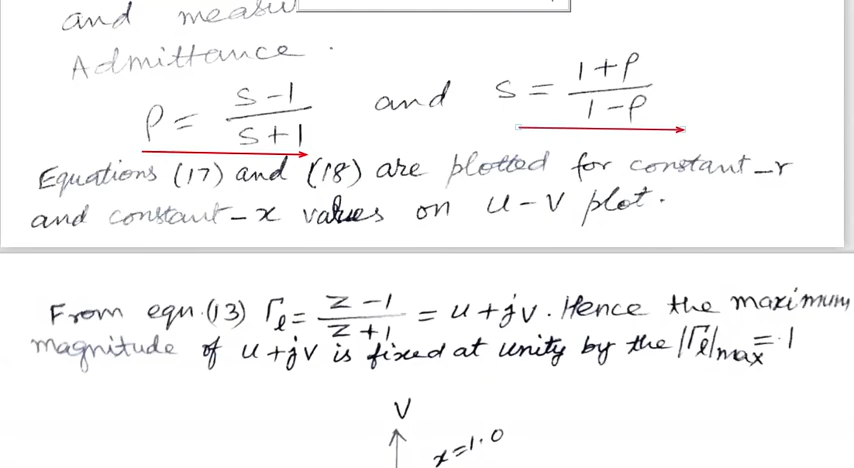 and measu
Admittance.
ρ = s-1/s+1 and s = 1+ρ/1-ρ
Equations (17) and (18) are plotted for constant-r
and constant-x values on u-v plot.
From eqn.(13) Γℓ = z-1/z+1 = u+jv. Hence the maximum
magnitude of u+jv is fixed at unity by the |Γℓ|max = 1
V
x=1.0